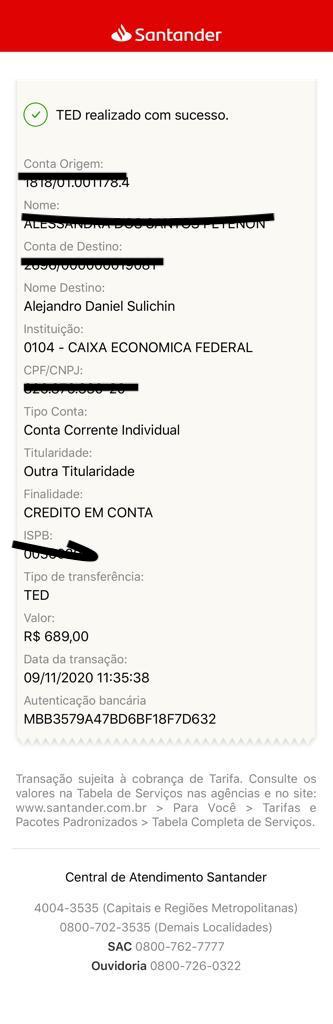 Santander
TED realizado com sucesso.
Conta Origem:
Nome:
Conta de Destino:
Nome Destino:
Alejandro Daniel Sulichin
Instituição:
0104 - CAIXA ECONOMICA FEDERAL
CPF/CNPJ:
Tipo Conta:
Conta Corrente Individual
Titularidade:
Outra Titularidade
Finalidade:
CREDITO EM CONTA
ISPB:
Tipo de transferência:
TED
Valor:
R$ 689,00
Data da transação:
09/11/2020 11:35:38
Autenticação bancária
MBB3579A47BD6BF18F7D632
Transação sujeita à cobrança de Tarifa. Consulte os
valores na Tabela de Serviços nas agências e no site:
www.santander.com.br > Para Você > Tarifas e
Pacotes Padronizados > Tabela Completa de Serviços.
Central de Atendimento Santander
4004-3535 (Capitais e Regiões Metropolitanas)
0800-702-3535 (Demais Localidades)
SAC 0800-762-7777
Ouvidoria 0800-726-0322